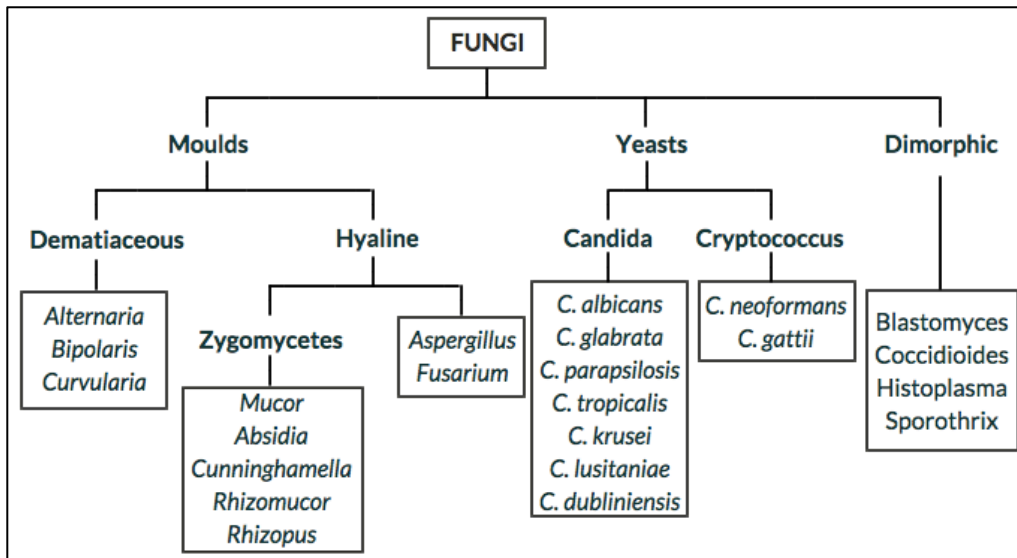 FUNGI
Moulds
Yeasts
Dimorphic
Dematiaceous
Hyaline
Candida
Cryptococcus
Alternaria
Bipolaris
Curvularia
Zygomycetes
Mucor
Absidia
Cunninghamella
Rhizomucor
Rhizopus
Aspergillus
Fusarium
C. albicans
C. glabrata
C. parapsilosis
C. tropicalis
C. krusei
C. lusitaniae
C. dubliniensis
C. neoformans
C. gattii
Blastomyces
Coccidioides
Histoplasma
Sporothrix